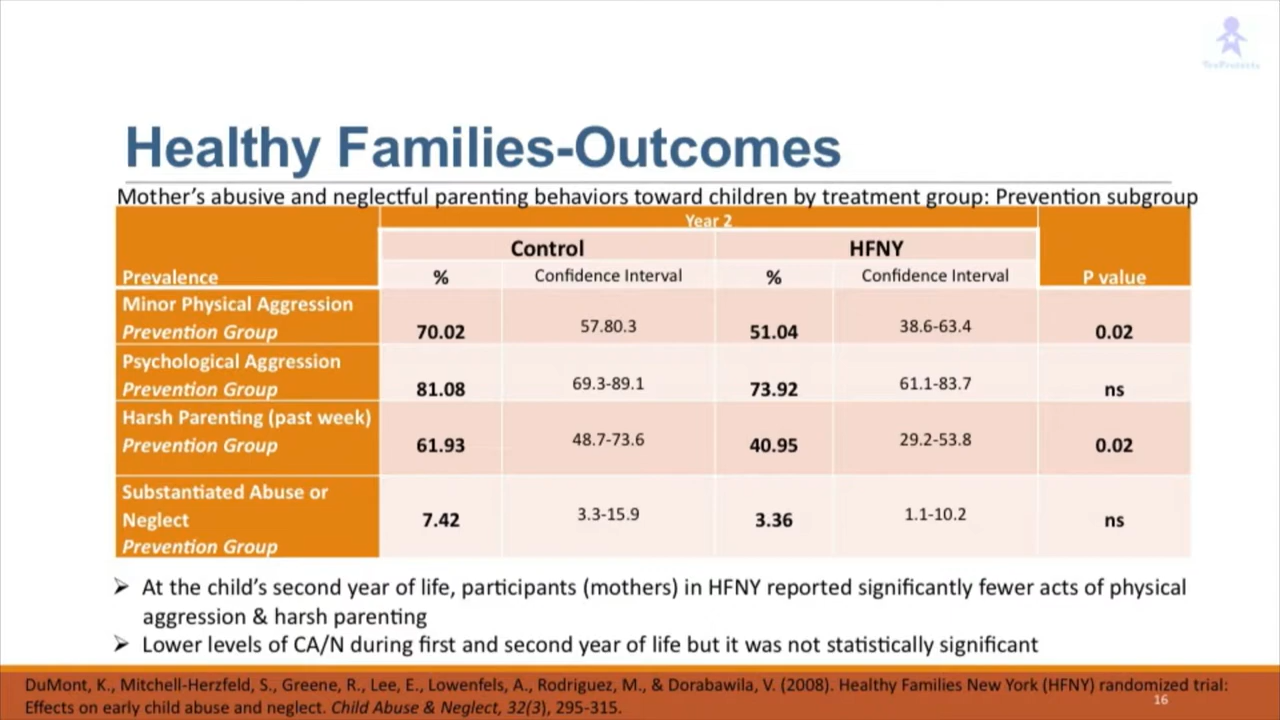 Healthy Families-Outcomes
Mother's abusive and neglectful parenting behaviors toward children by treatment group: Prevention subgroup
Year 2
Control HFNY
Prevalence % Confidence Interval % Confidence Interval P value
Minor Physical Aggression
Prevention Group 70.02 57.80.3 51.04 38.6-63.4 0.02
Psychological Aggression
Prevention Group 81.08 69.3-89.1 73.92 61.1-83.7 ns
Harsh Parenting (past week)
Prevention Group 61.93 48.7-73.6 40.95 29.2-53.8 0.02
Substantiated Abuse or
Neglect 7.42 3.3-15.9 3.36 1.1-10.2 ns
Prevention Group
➢ At the child's second year of life, participants (mothers) in HFNY reported significantly fewer acts of physical
aggression & harsh parenting
➢ Lower levels of CA/N during first and second year of life but it was not statistically significant
DuMont, K., Mitchell-Herzfeld, S., Greene, R., Lee, E., Lowenfels, A., Rodriguez, M., & Dorabawila, V. (2008). Healthy Families New York (HFNY) randomized trial:
Effects on early child abuse and neglect. Child Abuse & Neglect, 32(3), 295-315.
16